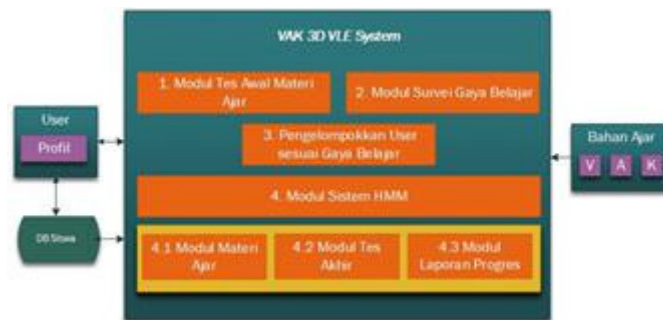 VAK 3D VLE System
1. Modul Tes Awal Materi
Ajar
2. Modul Survei Gaya Belajar
User
Profil
3. Pengelompokkan User
sesuai Gaya Belajar
Bahan Ajar
V A K
4. Modul Sistem HMM
DB Siswa
4.1 Modul Materi
Ajar
4.2 Modul Tes
Akhir
4.3 Modul
Laporan Progres